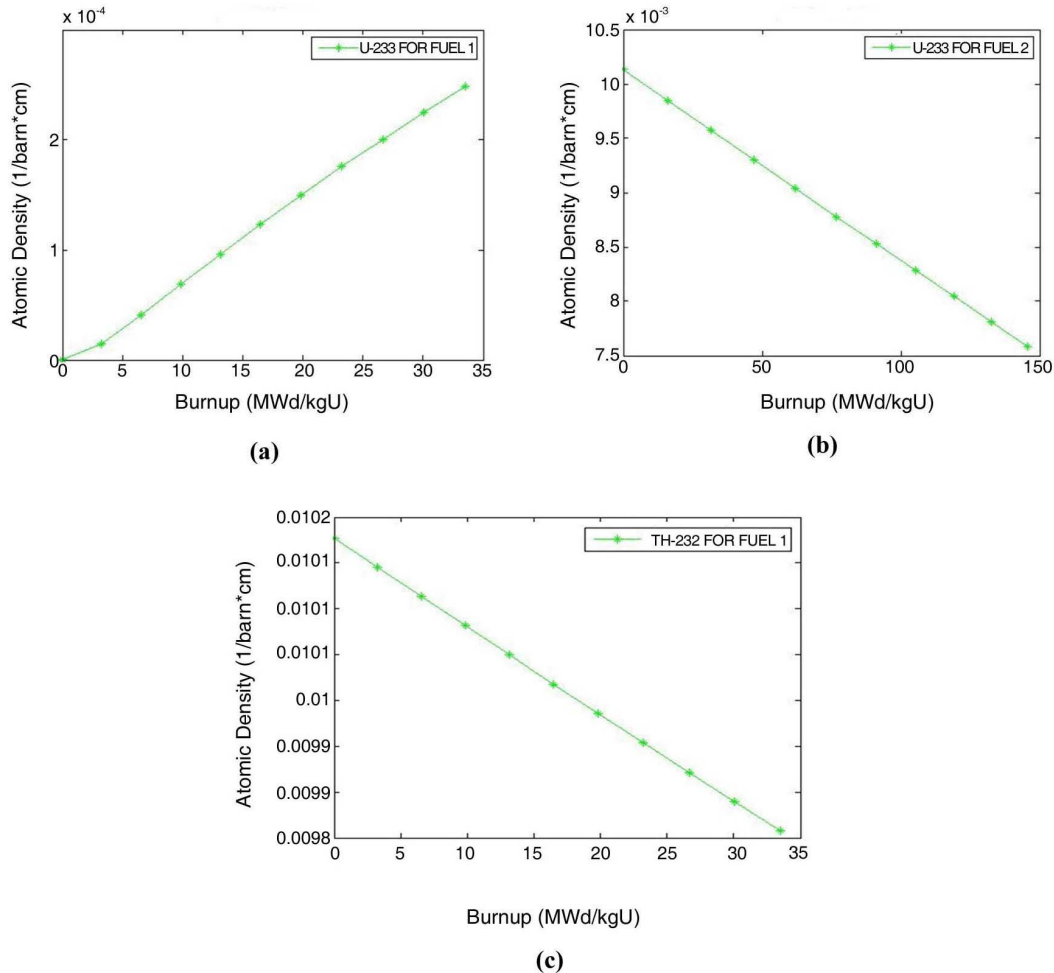 x 10-4
U-233 FOR FUEL 1
2
1
0
0 5 10 15 20 25 30 35
Atomic Density (1/barn*cm)
Burnup (MWd/kgU)
(a)
x 10-3
U-233 FOR FUEL 2
10.5
10
9.5
9
8.5
8
7.5
0 50 100 150
Atomic Density (1/barn*cm)
Burnup (MWd/kgU)
(b)
TH-232 FOR FUEL 1
0.0102
0.0101
0.0101
0.0101
0.01
0.0099
0.0099
0.0098
0 5 10 15 20 25 30 35
Atomic Density (1/barn*cm)
Burnup (MWd/kgU)
(c)